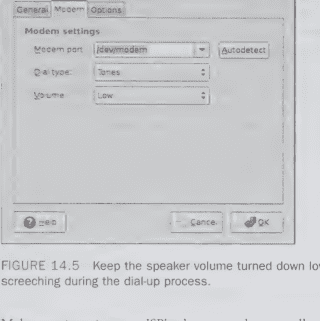 General Modem Options
Modem settings
Modem port: /dev/modem Autodetect
Dial type: Tones
Volume: Low
Help Cancel OK
FIGURE 14.5 Keep the speaker volume turned down lo
screeching during the dial-up process.